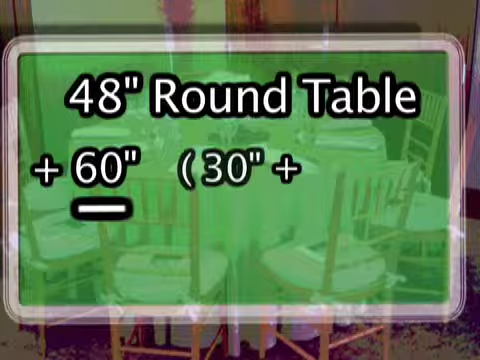 48" Round Table
+ 60" (30" +